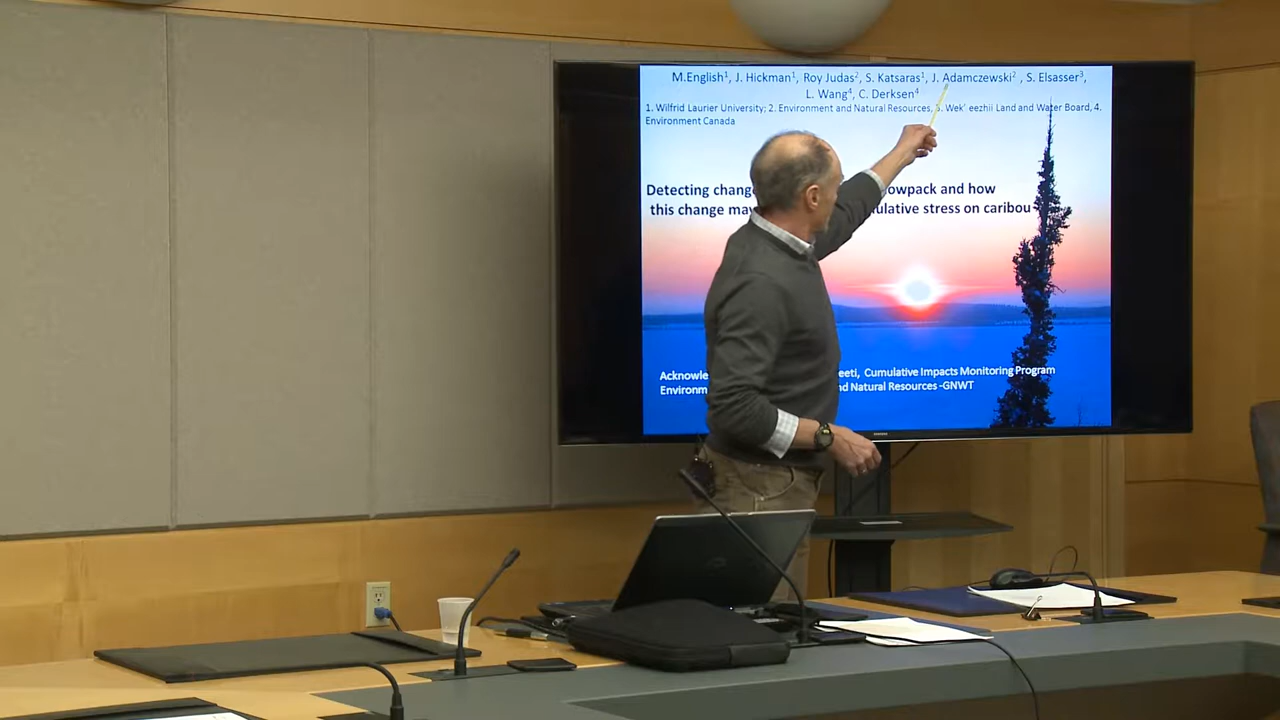 M.English¹, J. Hickman¹, Roy Judas², S. Katsaras¹, J. Adamczewski² , S. Elsasser³,
L. Wang⁴, C. Derksen⁴
1. Wilfrid Laurier University; 2. Environment and Natural Resources, 3. Wek' eezhii Land and Water Board, 4.
Environment Canada
Detecting change owpack and how
this change may ulative stress on caribou
Acknowle eeti, Cumulative Impacts Monitoring Program
Environm nd Natural Resources -GNWT
SAMSUNG